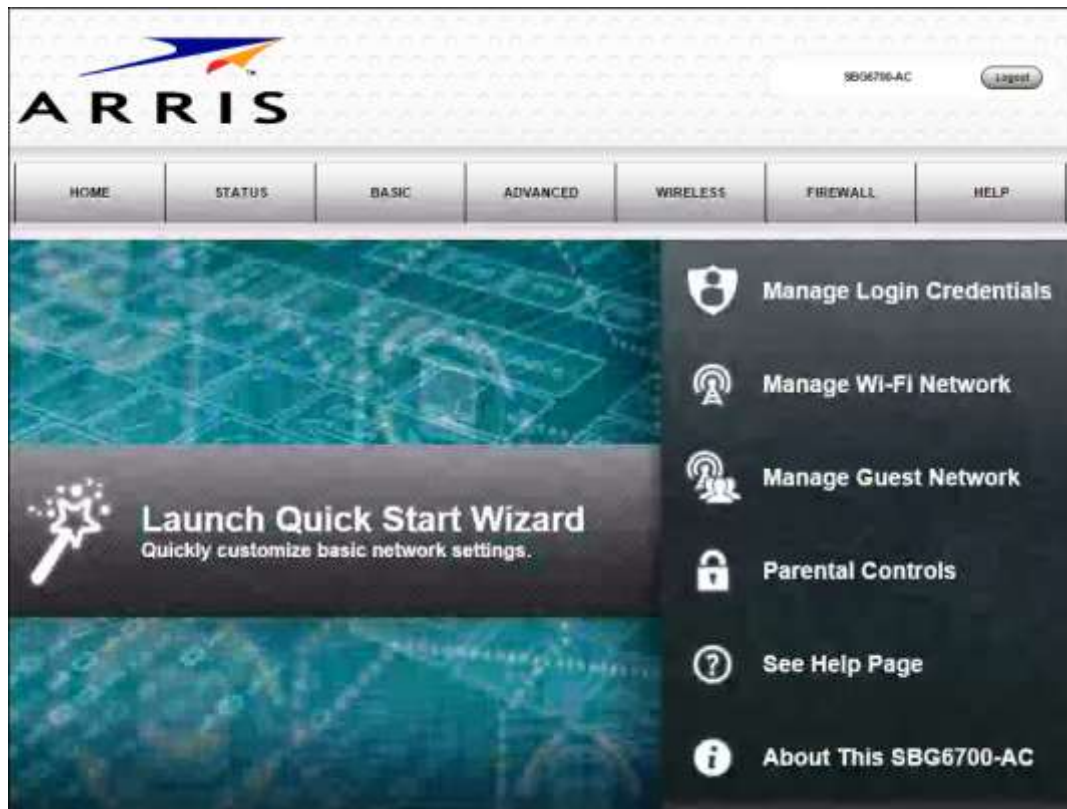 ARRIS
TM
SBG6700-AC
Logout
HOME
STATUS
BASIC
ADVANCED
WIRELESS
FIREWALL
HELP
Manage Login Credentials
Manage Wi-Fi Network
Manage Guest Network
Launch Quick Start Wizard
Quickly customize basic network settings.
Parental Controls
See Help Page
About This SBG6700-AC